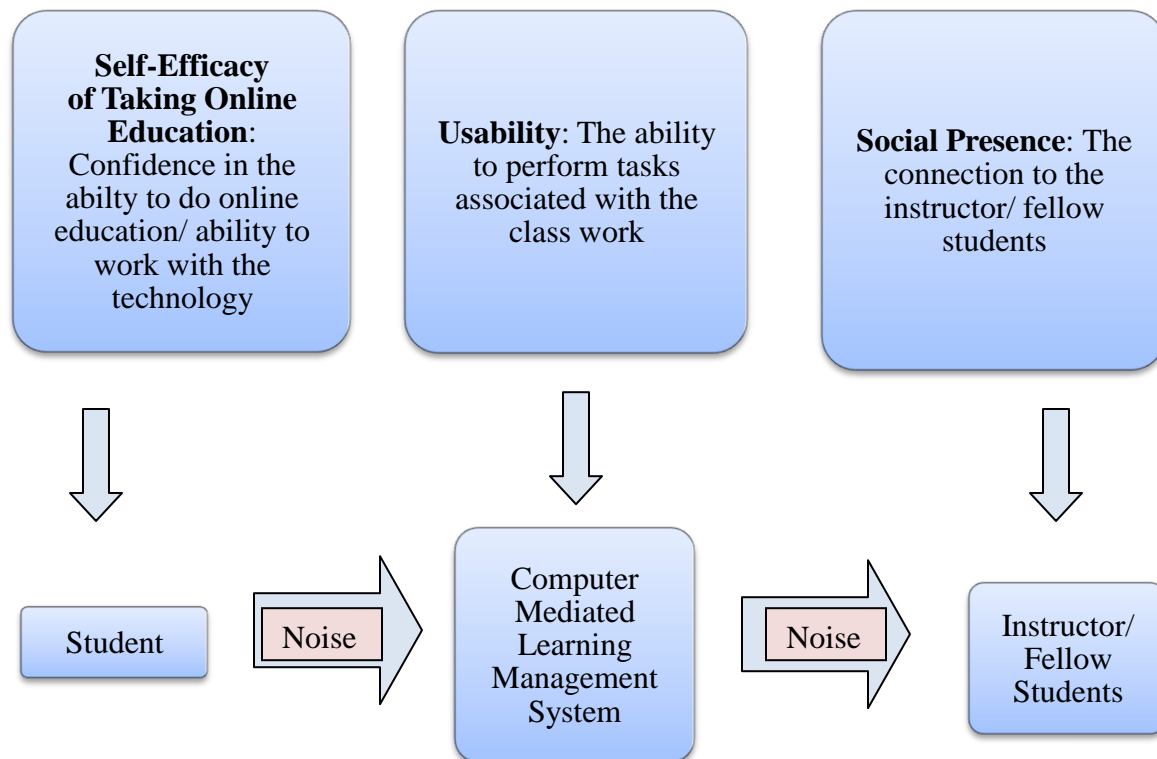 Self-Efficacy
of Taking Online
Education:
Confidence in the
abilty to do online
education/ ability to
work with the
technology
Usability: The ability
to perform tasks
associated with the
class work
Social Presence: The
connection to the
instructor/ fellow
students
Student
Noise
Computer
Mediated
Learning
Management
System
Noise
Instructor/
Fellow
Students